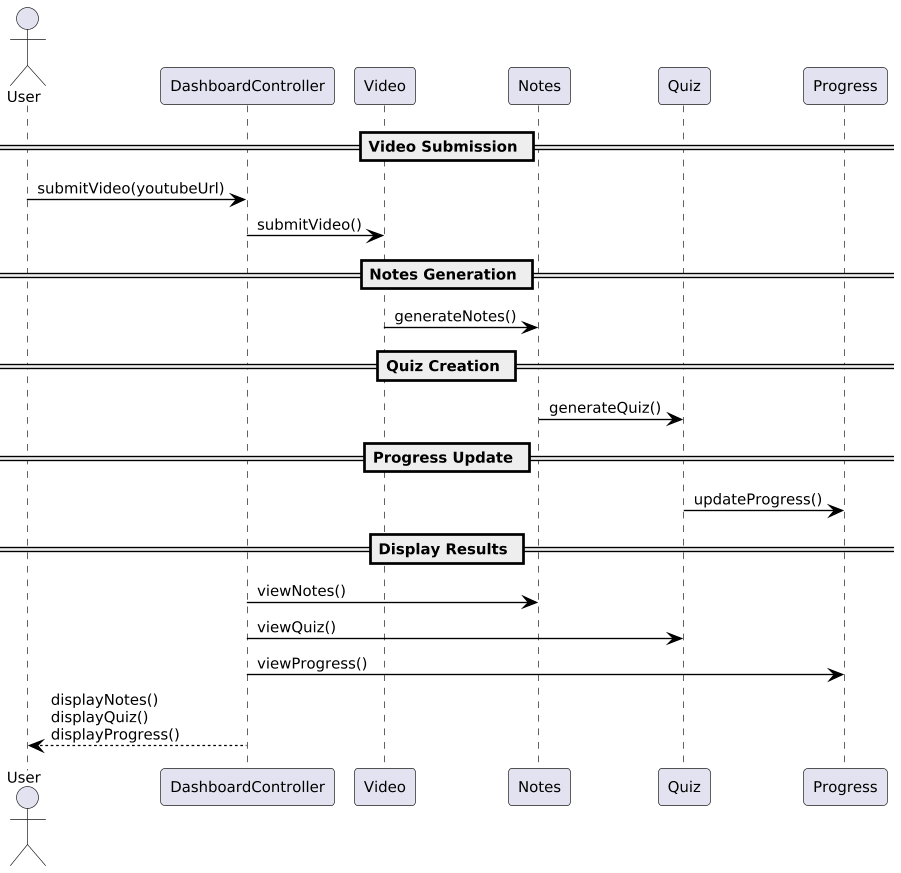 User
DashboardController
Video
Notes
Quiz
Progress
Video Submission
submitVideo(youtubeUrl)
submitVideo()
Notes Generation
generateNotes()
Quiz Creation
generateQuiz()
Progress Update
updateProgress()
Display Results
viewNotes()
viewQuiz()
viewProgress()
displayNotes()
displayQuiz()
displayProgress()
User
DashboardController
Video
Notes
Quiz
Progress